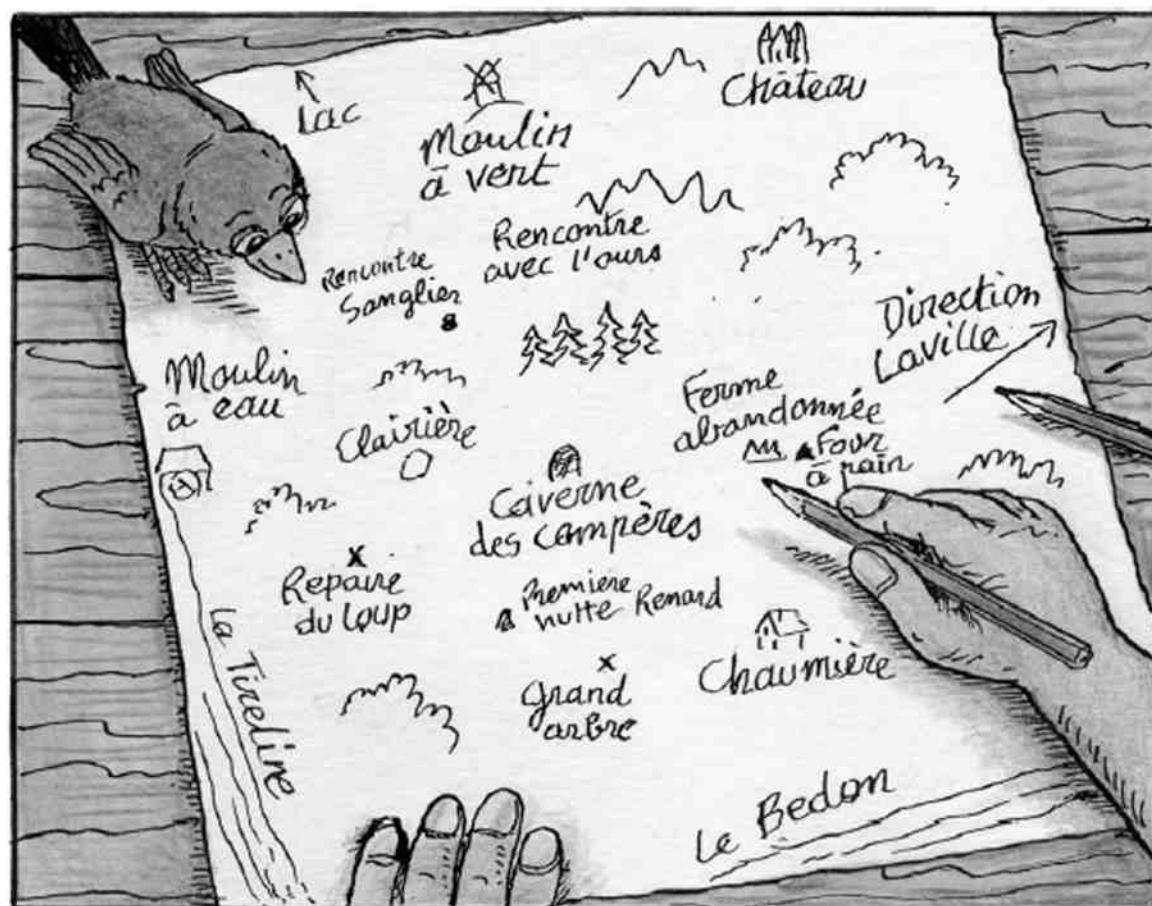 Lac
Moulin
à vent
Château
Rencontre
avec l'ours
Rencontre
Sanglier
Direction
Laville
Moulin
à eau
Clairière
Ferme
abandonnée
Four
à pain
Caverne
des compères
Repaire
du Loup
Première
hutte Renard
Chaumière
Grand
arbre
La Tirelire
Le Bedon